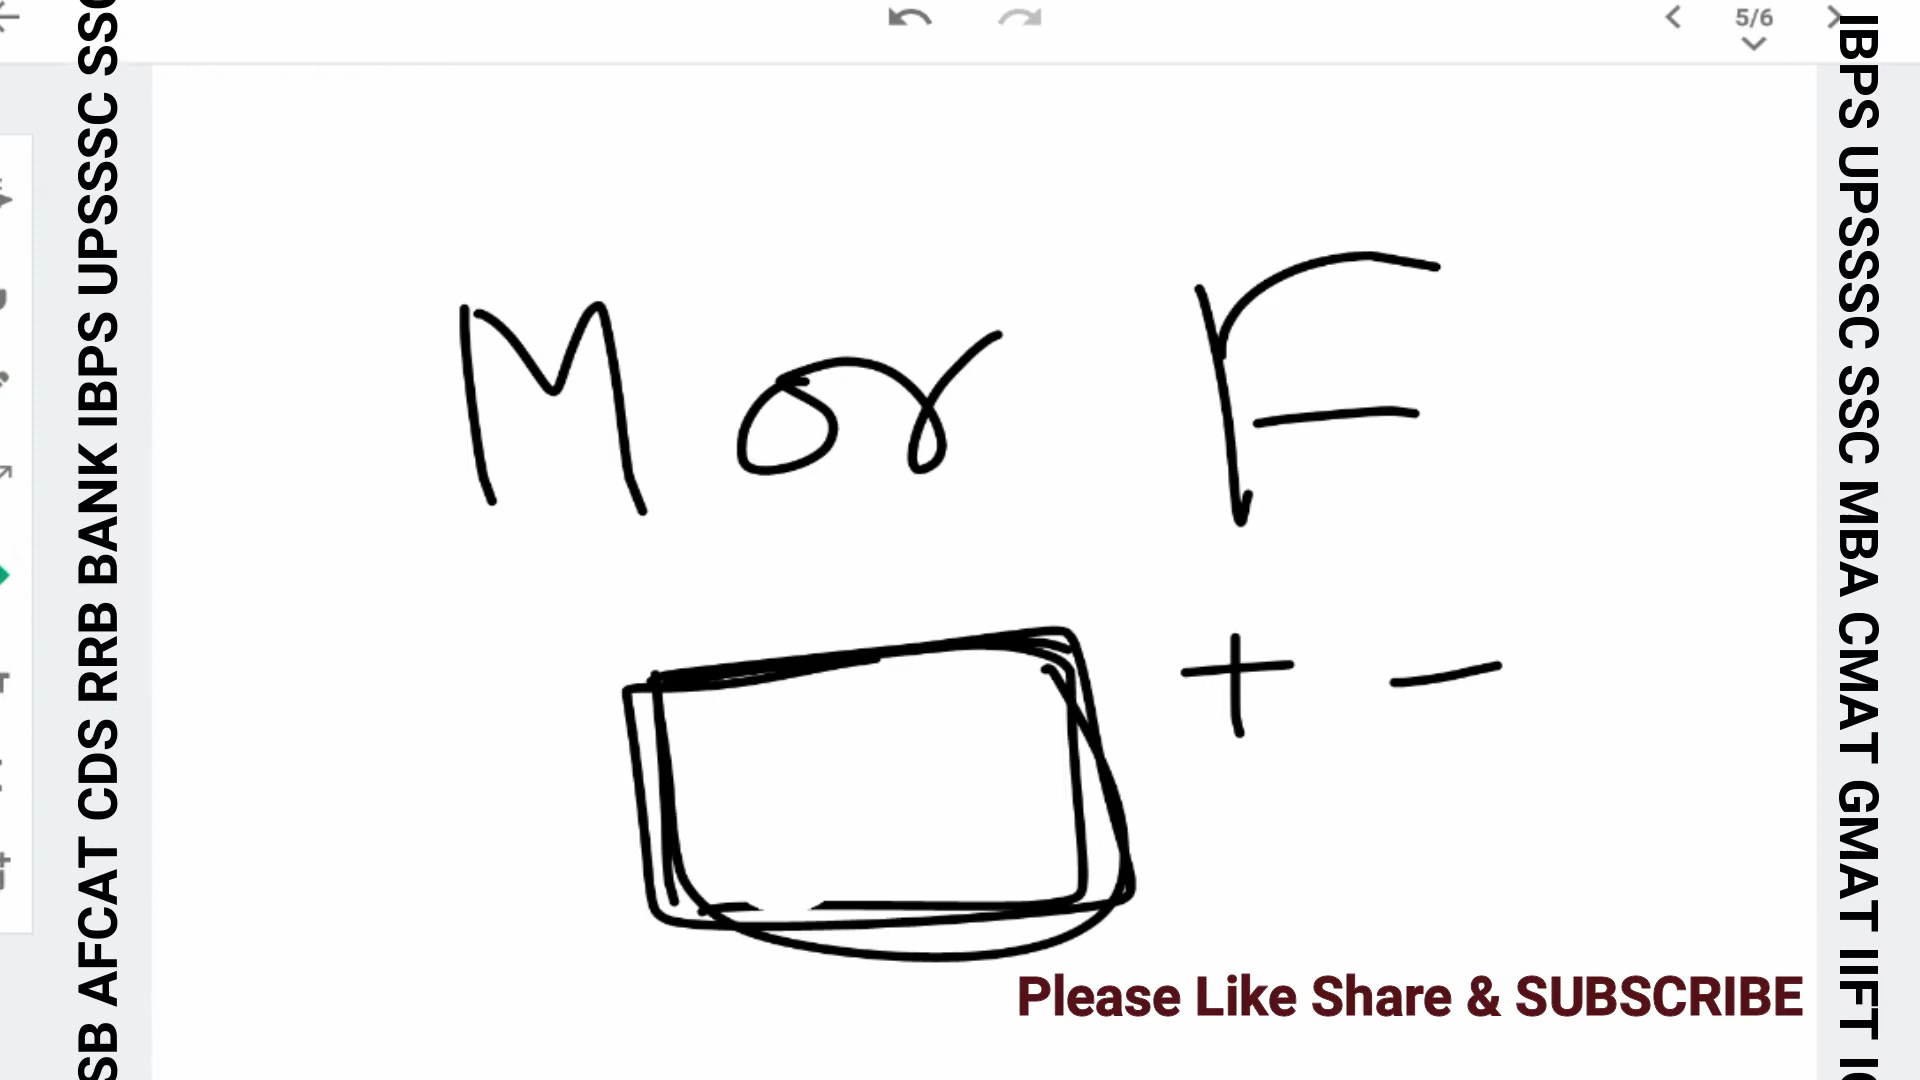 5/6
SB AFCAT CDS RRB BANK IBPS UPSSSC SSC
M or F
+ −
Please Like Share & SUBSCRIBE
IBPS UPSSSC SSC MBA CMAT GMAT IIFT